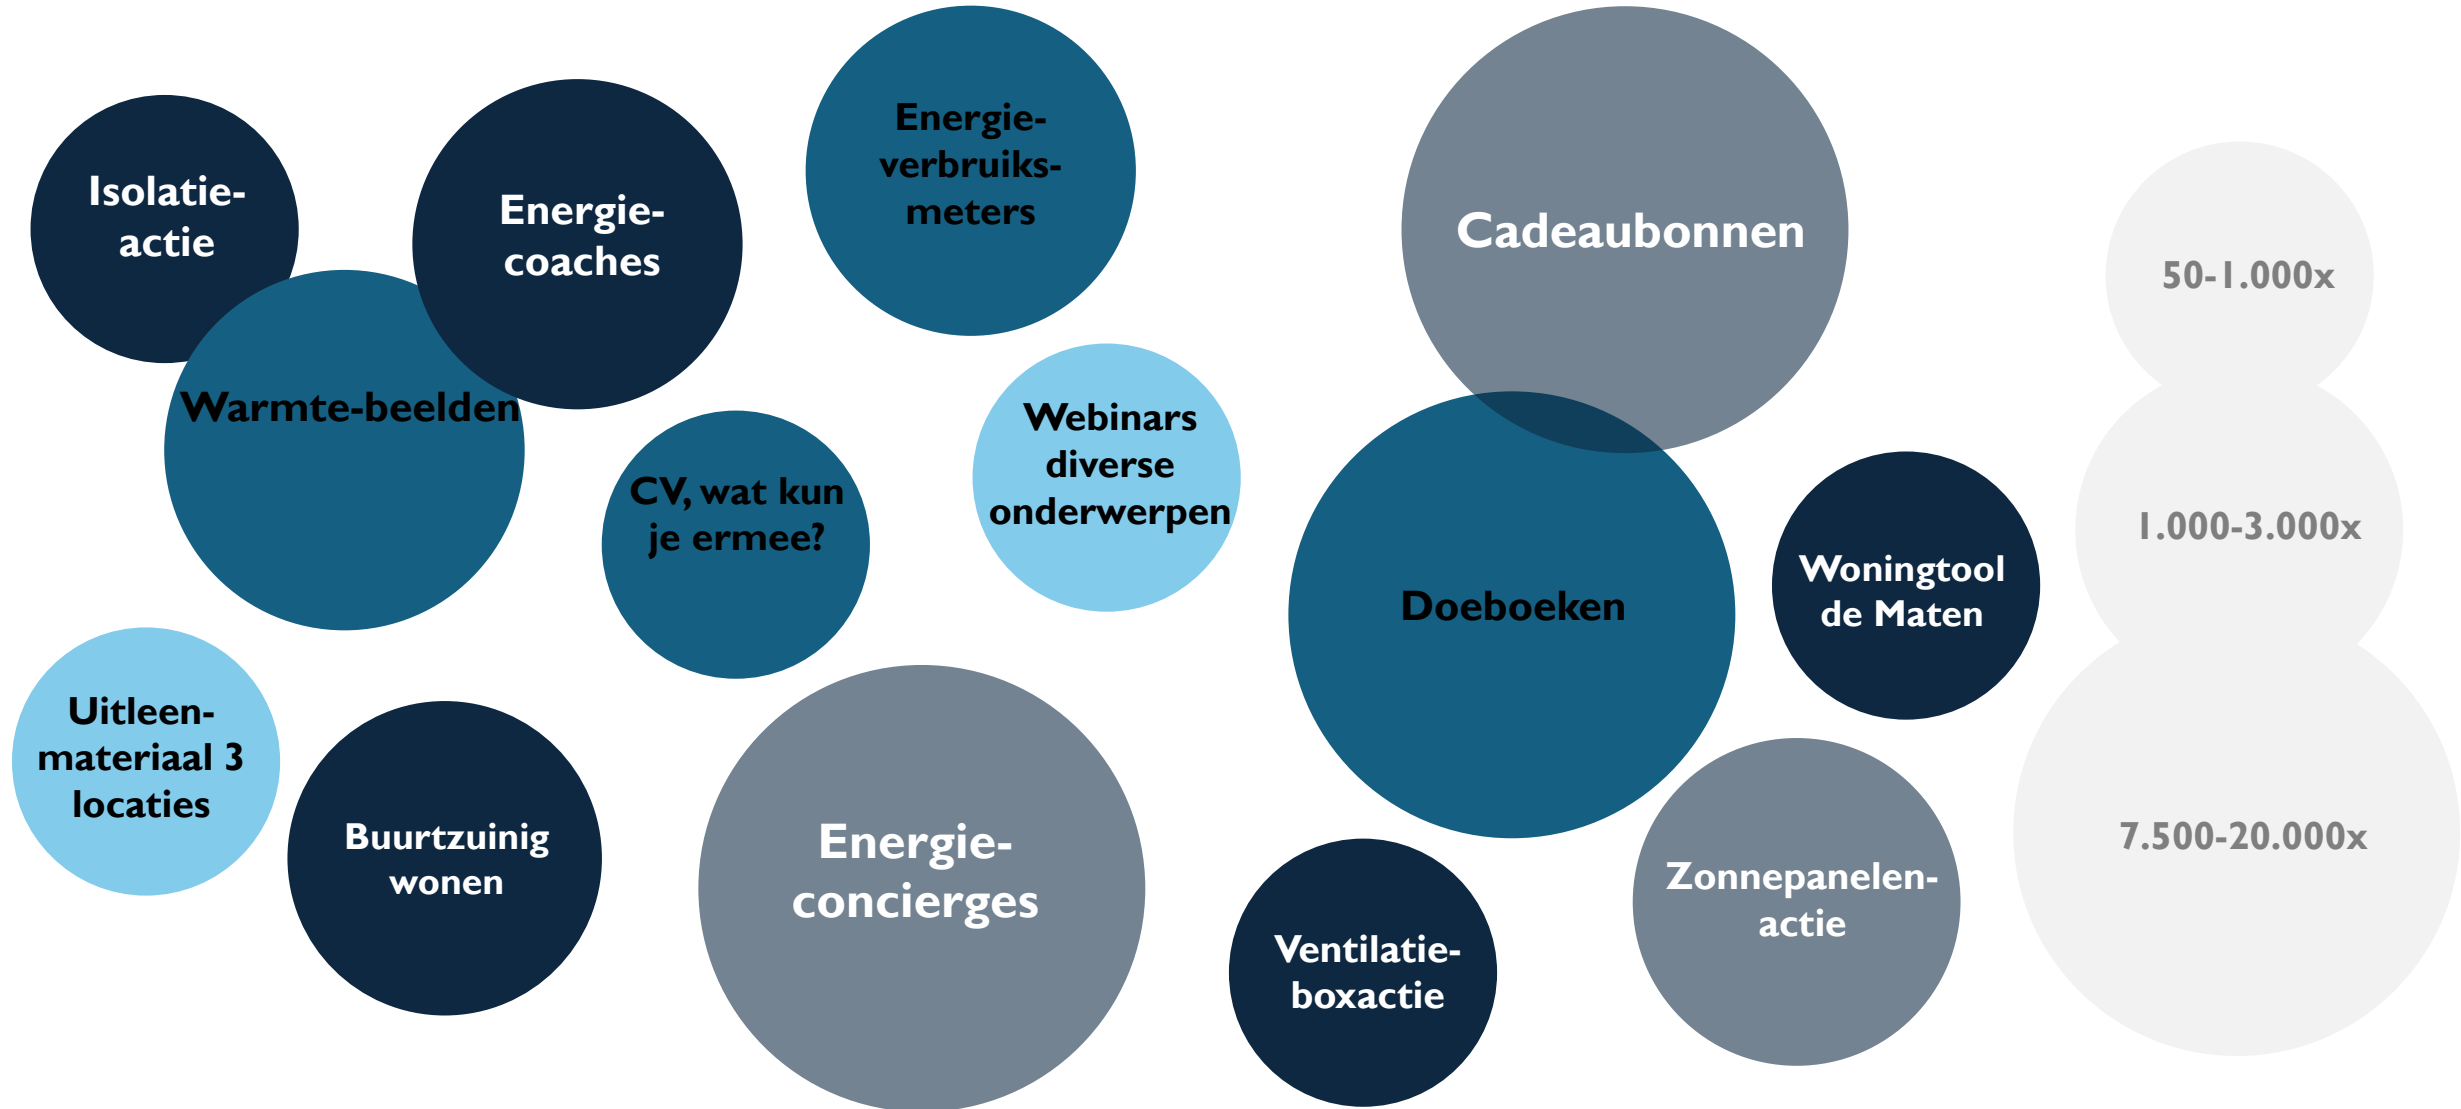 Isolatie-
actie
Energie-
coaches
Energie-
verbruiks-
meters
Cadeaubonnen
50-1.000x
Warmte-beelden
CV, wat kun
je ermee?
Webinars
diverse
onderwerpen
Doeboeken
Woningtool
de Maten
1.000-3.000x
Uitleen-
materiaal 3
locaties
Buurtzuinig
wonen
Energie-
concierges
Ventilatie-
boxactie
Zonnepanelen-
actie
7.500-20.000x